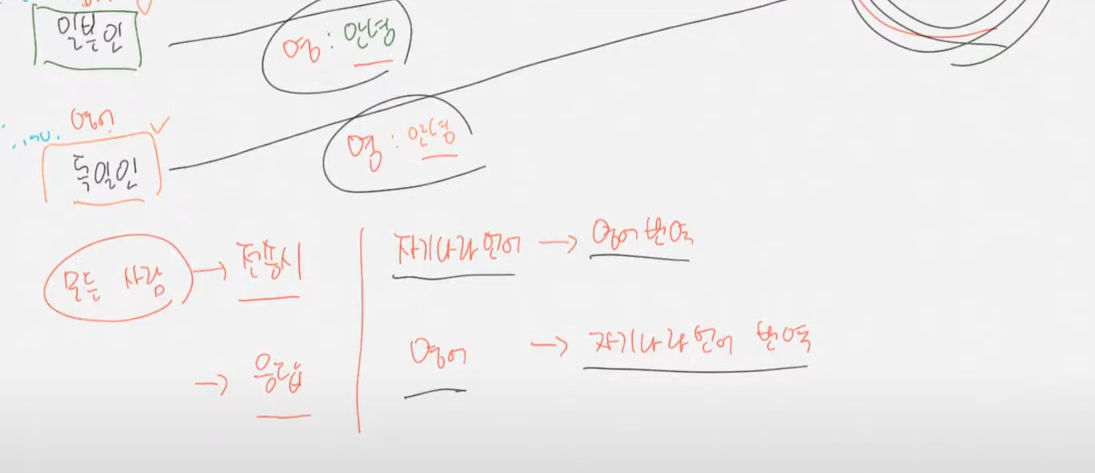 일본인
영 : 안녕
영어
독일인
영 : 안녕
모든 사람 → 전송시
자기나라 언어 → 영어 번역
→ 응답
영어 → 자기나라 언어 번역